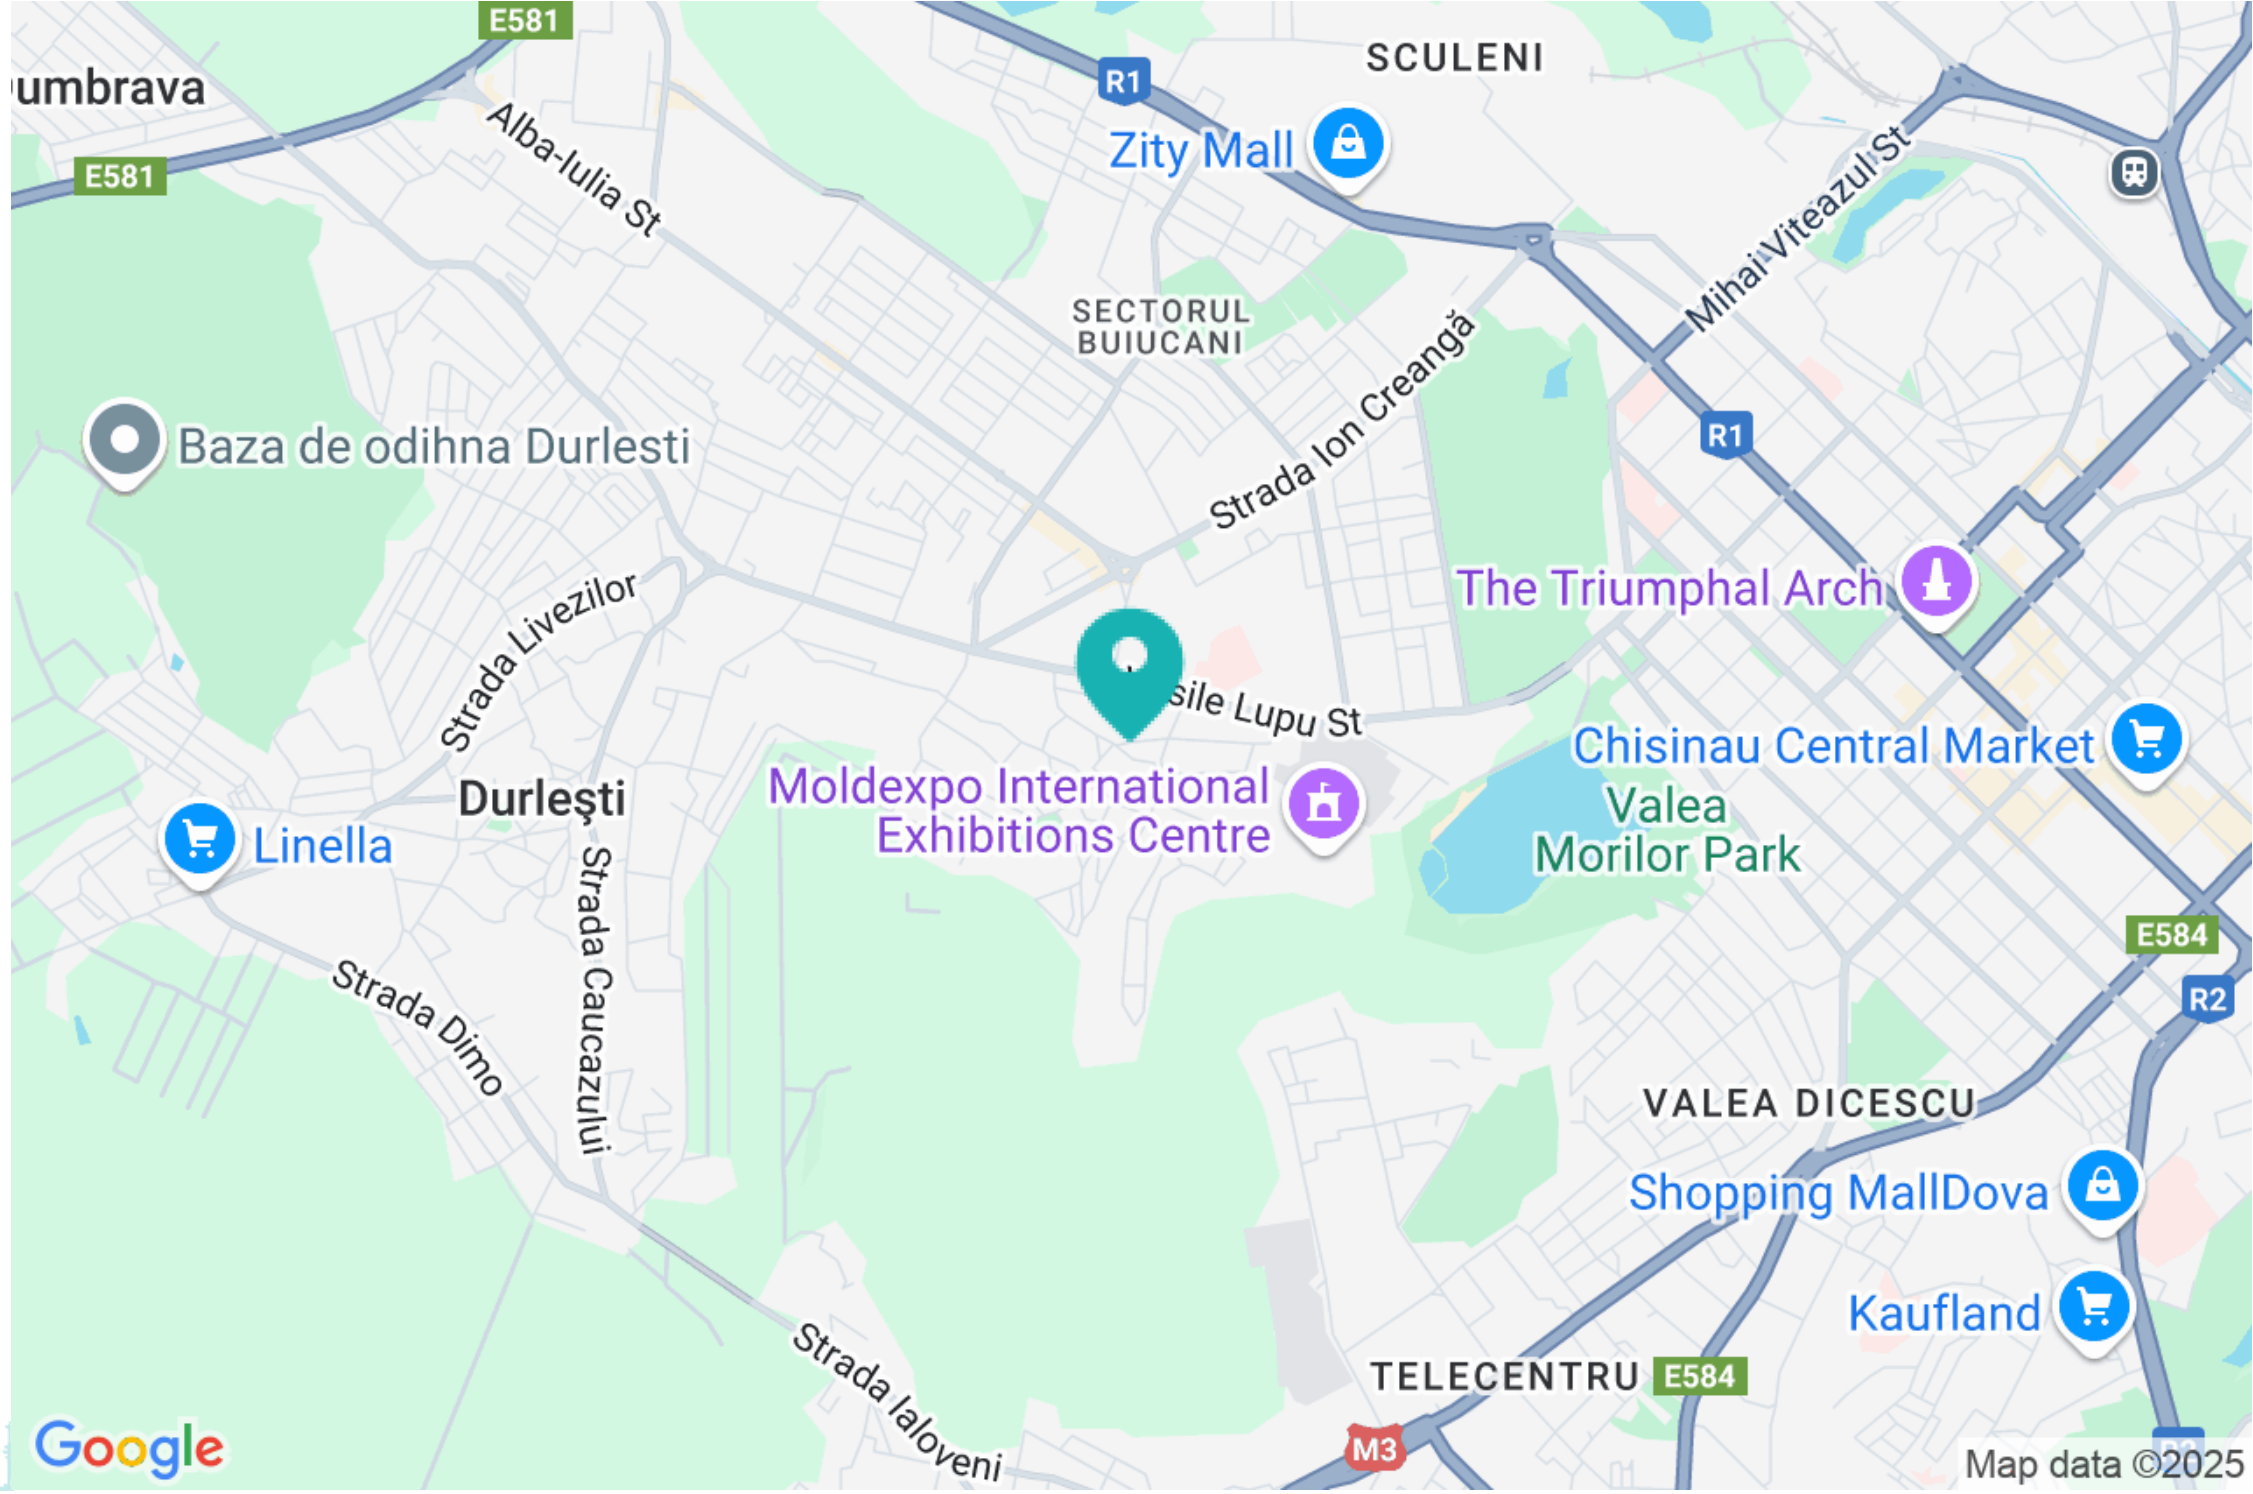 E581
SCULENI
R1
umbrava
Zity Mall
Alba-Iulia St
Mihai Viteazul St
E581
SECTORUL
BUIUCANI
Strada Ion Creangă
R1
Baza de odihna Durlesti
The Triumphal Arch
Strada Livezilor
sile Lupu St
Chisinau Central Market
Durlești
Moldexpo International
Exhibitions Centre
Valea
Morilor Park
Linella
Strada Caucazului
E584
R2
Strada Dimo
VALEA DICESCU
Shopping MallDova
Kaufland
Strada Ialoveni
TELECENTRU
E584
M3
Google
Map data ©2025